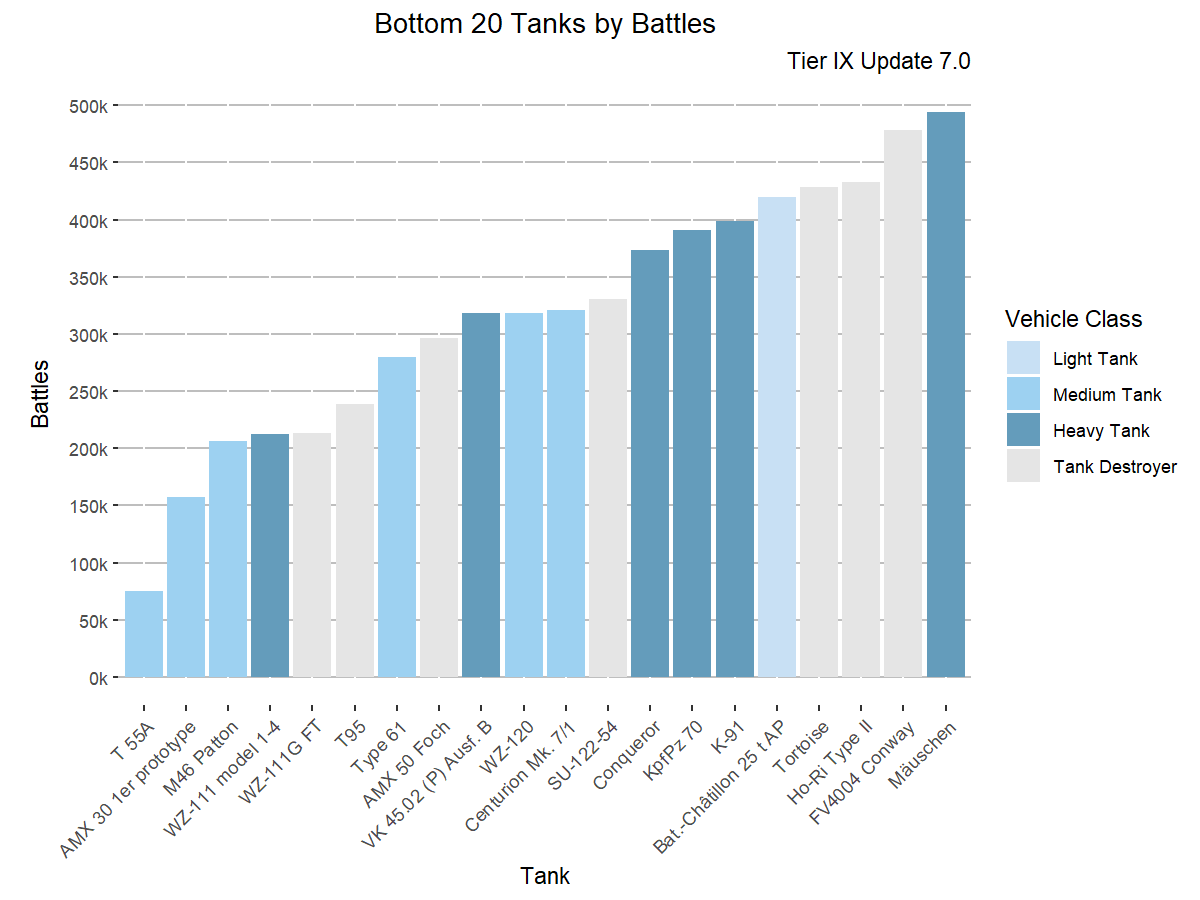 Bottom 20 Tanks by Battles
Tier IX Update 7.0
500k
450k
400k
350k
300k
250k
200k
150k
100k
50k
0k
Battles
T 55A
AMX 30 1er prototype
M46 Patton
WZ-111 model 1-4
WZ-111G FT
T95
Type 61
AMX 50 Foch
VK 45.02 (P) Ausf. B
WZ-120
Centurion Mk. 7/1
SU-122-54
Conqueror
KpfPz 70
K-91
Bat.-Châtillon 25 t AP
Tortoise
Ho-Ri Type II
FV4004 Conway
Mäuschen
Tank
Vehicle Class
Light Tank
Medium Tank
Heavy Tank
Tank Destroyer